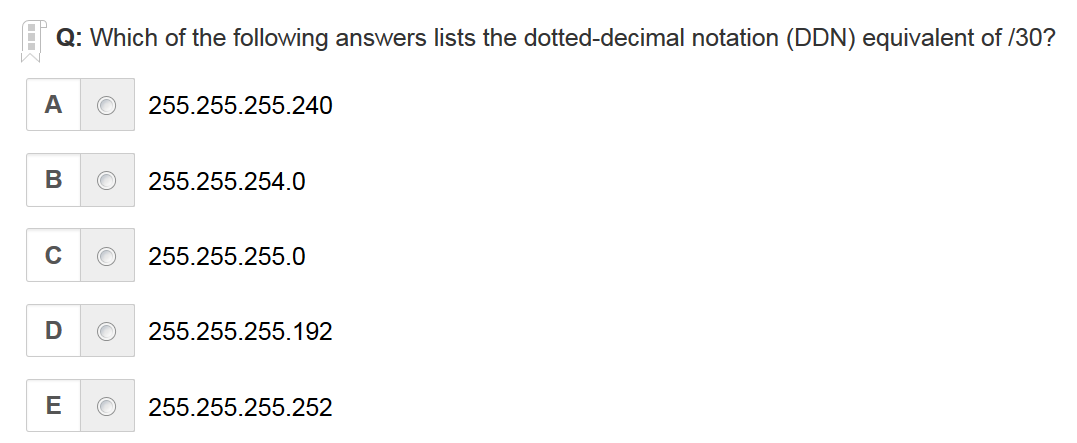 Q: Which of the following answers lists the dotted-decimal notation (DDN) equivalent of /30?
A 255.255.255.240
B 255.255.254.0
C 255.255.255.0
D 255.255.255.192
E 255.255.255.252